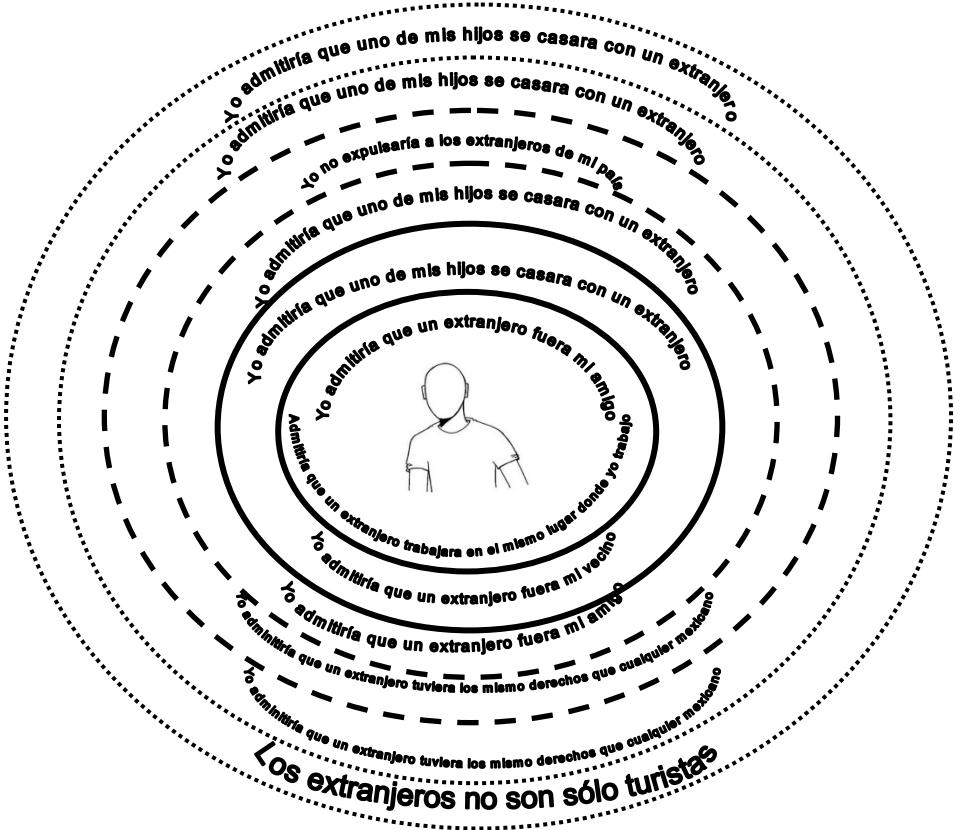 Yo admitiría que uno de mis hijos se casara con un extranjero
Yo admitiría que uno de mis hijos se casara con un extranjero
Yo no expulsaría a los extranjeros de mi país
Yo admitiría que uno de mis hijos se casara con un extranjero
Yo admitiría que uno de mis hijos se casara con un extranjero
Yo admitiría que un extranjero fuera mi amigo
Admitiría que un extranjero trabajara en el mismo lugar donde yo trabajo
Yo admitiría que un extranjero fuera mi vecino
Yo admitiría que un extranjero fuera mi amigo
Yo adminitiría que un extranjero tuviera los mismo derechos que cualquier mexicano
Yo adminitiría que un extranjero tuviera los mismo derechos que cualquier mexicano
Los extranjeros no son sólo turistas